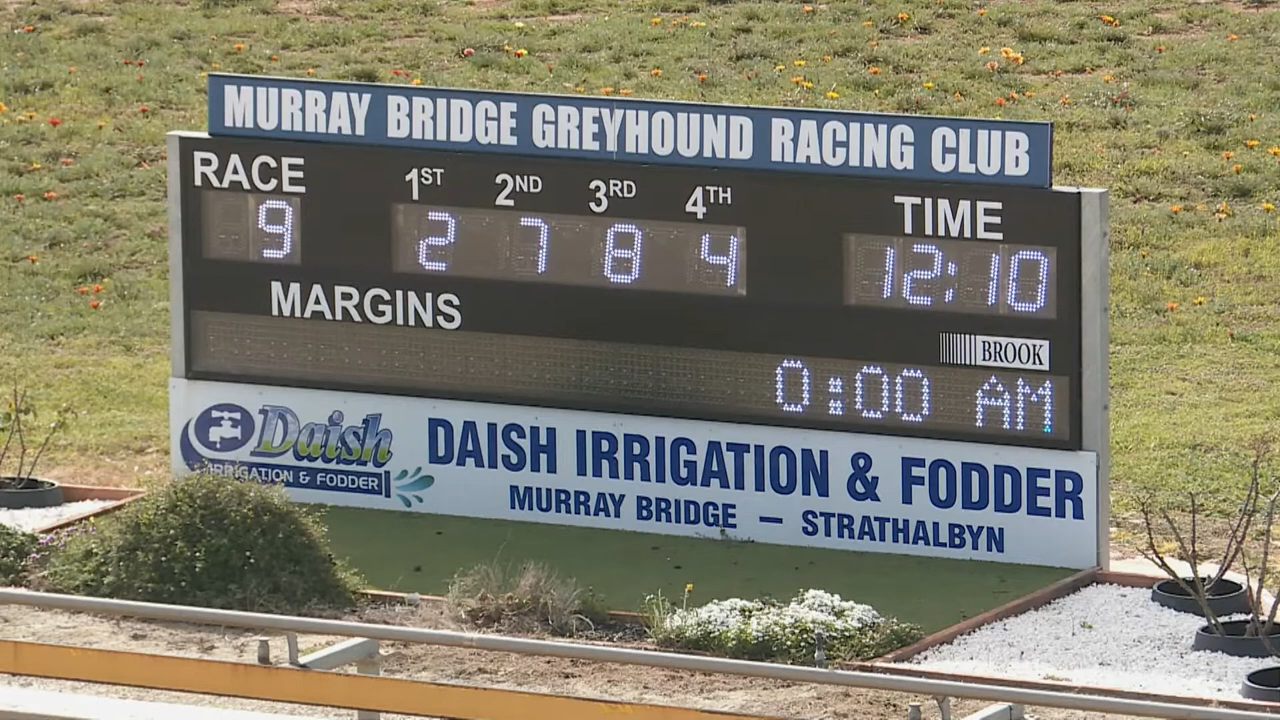 MURRAY BRIDGE GREYHOUND RACING CLUB
RACE 1ST 2ND 3RD 4TH TIME
9 2 7 8 4 12:10
MARGINS
BROOK
0:00 AM
Daish
IRRIGATION & FODDER
DAISH IRRIGATION & FODDER
MURRAY BRIDGE – STRATHALBYN